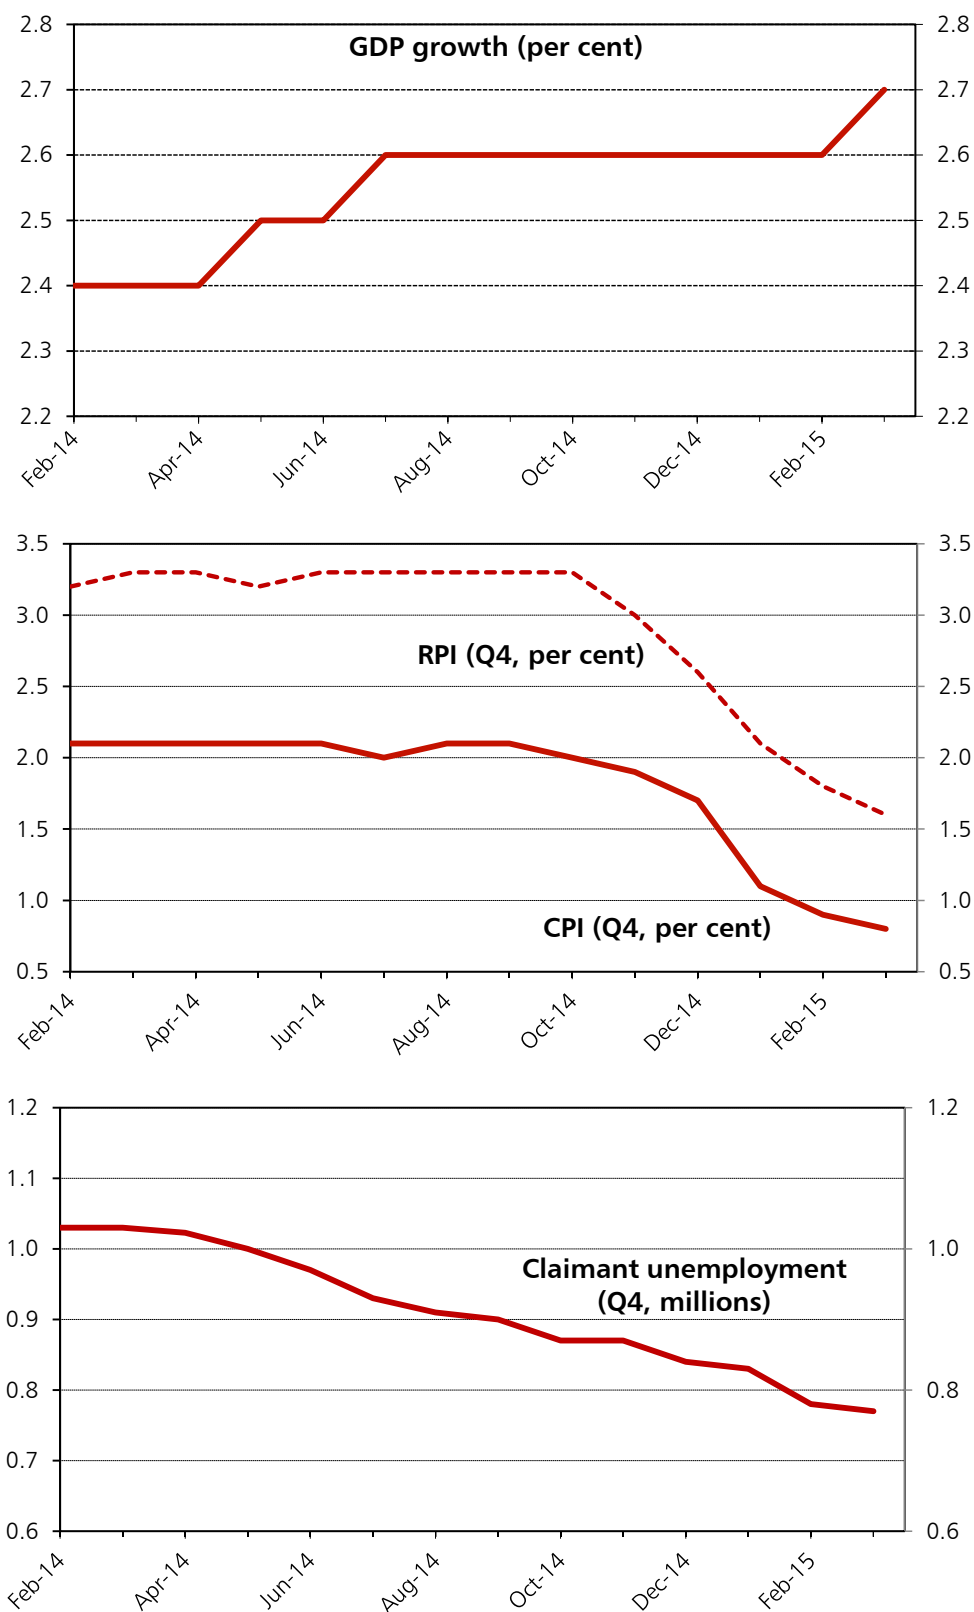 GDP growth (per cent)
2.8 2.8
2.7 2.7
2.6 2.6
2.5 2.5
2.4 2.4
2.3 2.3
2.2 2.2
Feb-14 Apr-14 Jun-14 Aug-14 Oct-14 Dec-14 Feb-15
3.5 3.5
3.0 3.0
RPI (Q4, per cent)
2.5 2.5
2.0 2.0
1.5 1.5
1.0 1.0
CPI (Q4, per cent)
0.5 0.5
Feb-14 Apr-14 Jun-14 Aug-14 Oct-14 Dec-14 Feb-15
1.2 1.2
1.1
1.0 1.0
Claimant unemployment
(Q4, millions)
0.9
0.8 0.8
0.7
0.6 0.6
Feb-14 Apr-14 Jun-14 Aug-14 Oct-14 Dec-14 Feb-15